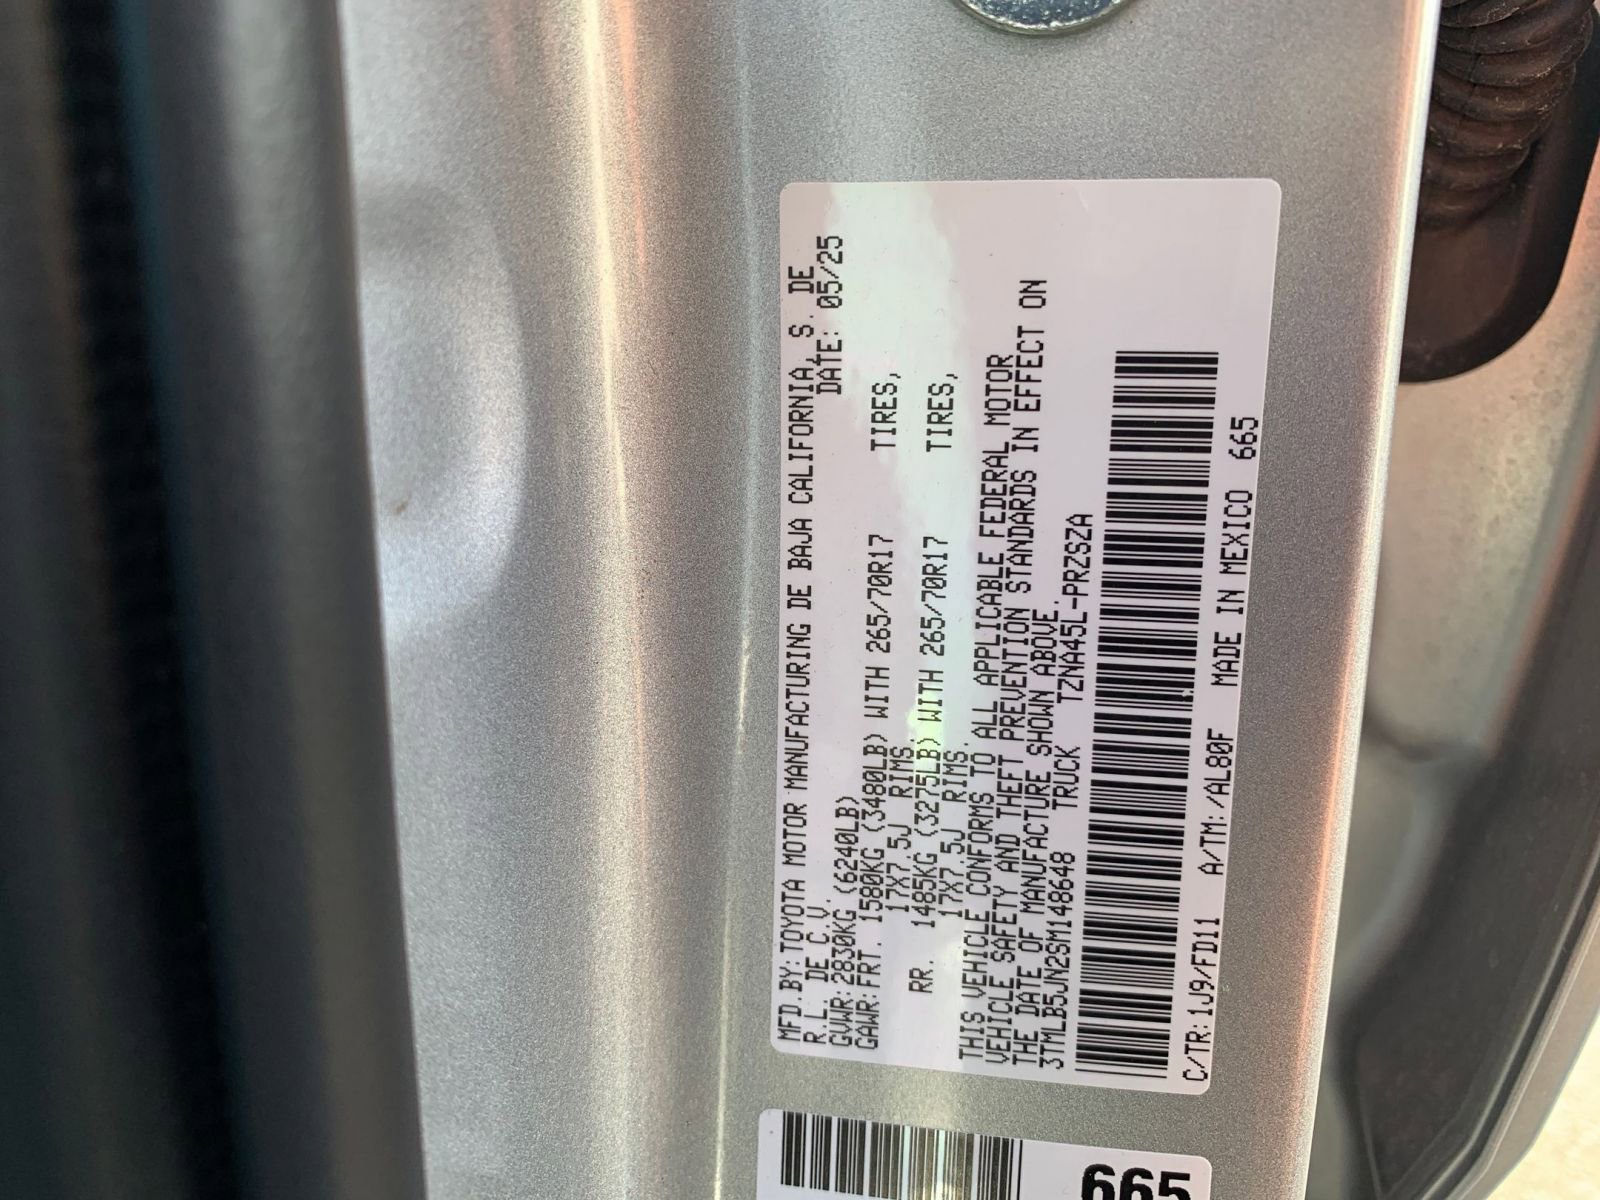 MFD.BY:TOYOTA MOTOR MANUFACTURING DE BAJA CALIFORNIA, S. DE
R.L. DE C.V. DATE: 05/25
GVWR:2830KG (6240LB)
GAWR:FRT. 1580KG (3480LB) WITH 265/70R17 TIRES,
17X7.5J RIMS.
RR. 1485KG (3275LB) WITH 265/70R17 TIRES,
17X7.5J RIMS.
THIS VEHICLE CONFORMS TO ALL APPLICABLE FEDERAL MOTOR
VEHICLE SAFETY AND THEFT PREVENTION STANDARDS IN EFFECT ON
THE DATE OF MANUFACTURE SHOWN ABOVE.
3TMLB5JN2SM148648 TRUCK TZNA45L-PRZSZA
C/TR:1J9/FD11 A/TM:/AL80F MADE IN MEXICO 665
665